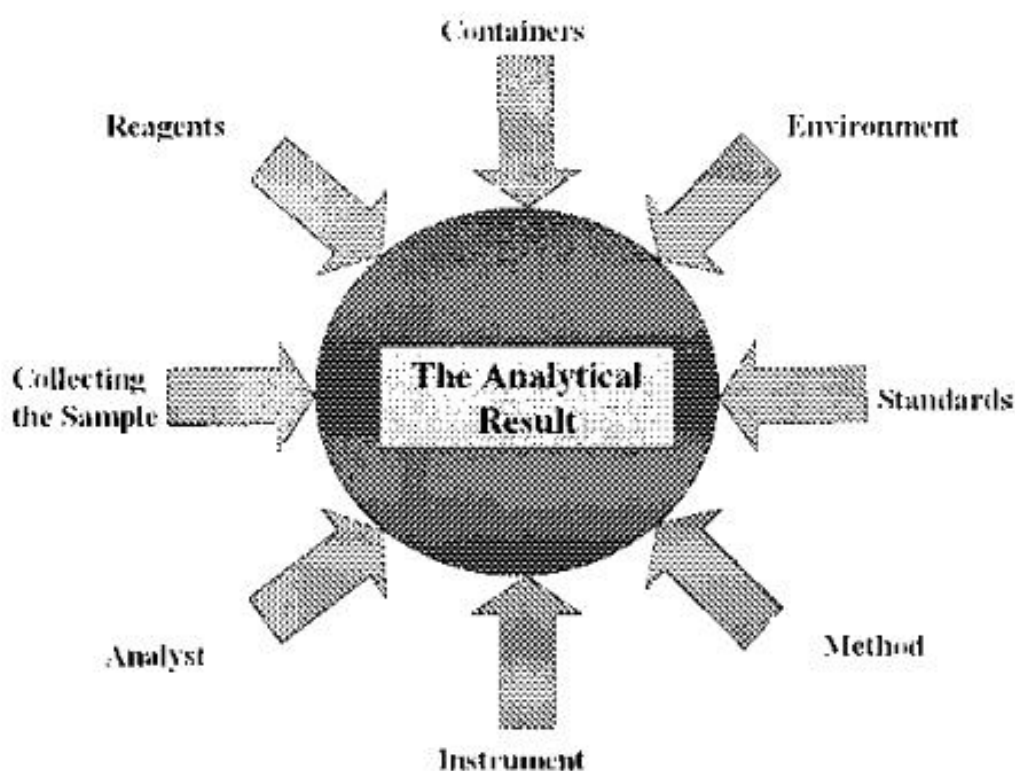 Containers
Reagents
Environment
The Analytical
Result
Collecting
the Sample
Standards
Analyst
Method
Instrument